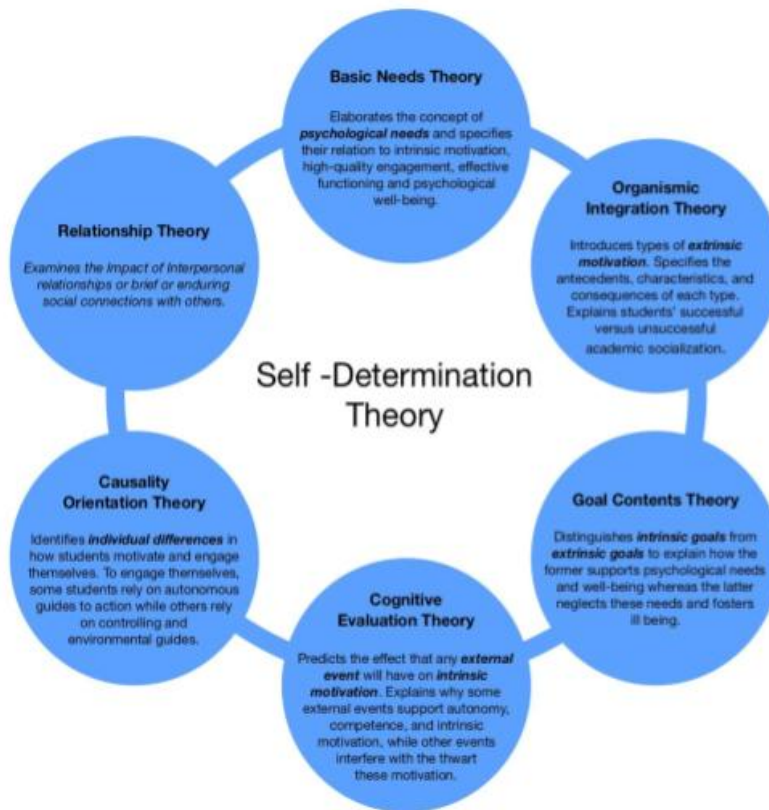 Basic Needs Theory
Elaborates the concept of
psychological needs and specifies
their relation to intrinsic motivation,
high-quality engagement, effective
functioning and psychological
well-being.
Organismic
Integration Theory
Introduces types of extrinsic
motivation. Specifies the
antecedents, characteristics, and
consequences of each type.
Explains students' successful
versus unsuccessful
academic socialization.
Relationship Theory
Examines the Impact of Interpersonal
relationships or brief or enduring
social connections with others.
Self -Determination
Theory
Causality
Orientation Theory
Identifies individual differences in
how students motivate and engage
themselves. To engage themselves,
some students rely on autonomous
guides to action while others rely
on controlling and
environmental guides.
Goal Contents Theory
Distinguishes intrinsic goals from
extrinsic goals to explain how the
former supports psychological needs
and well-being whereas the latter
neglects these needs and fosters
ill being.
Cognitive
Evaluation Theory
Predicts the effect that any external
event will have on intrinsic
motivation. Explains why some
external events support autonomy,
competence, and intrinsic
motivation, while other events
interfere with the thwart
these motivation.